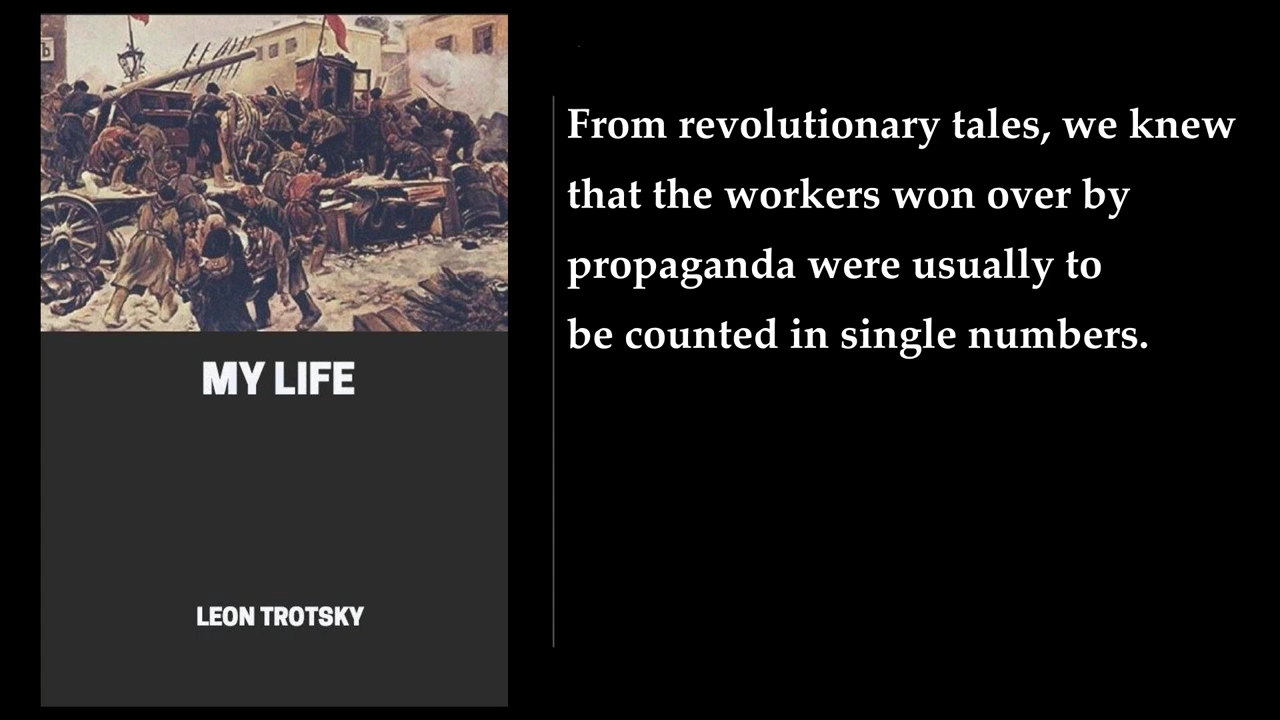 MY LIFE
LEON TROTSKY
From revolutionary tales, we knew
that the workers won over by
propaganda were usually to
be counted in single numbers.